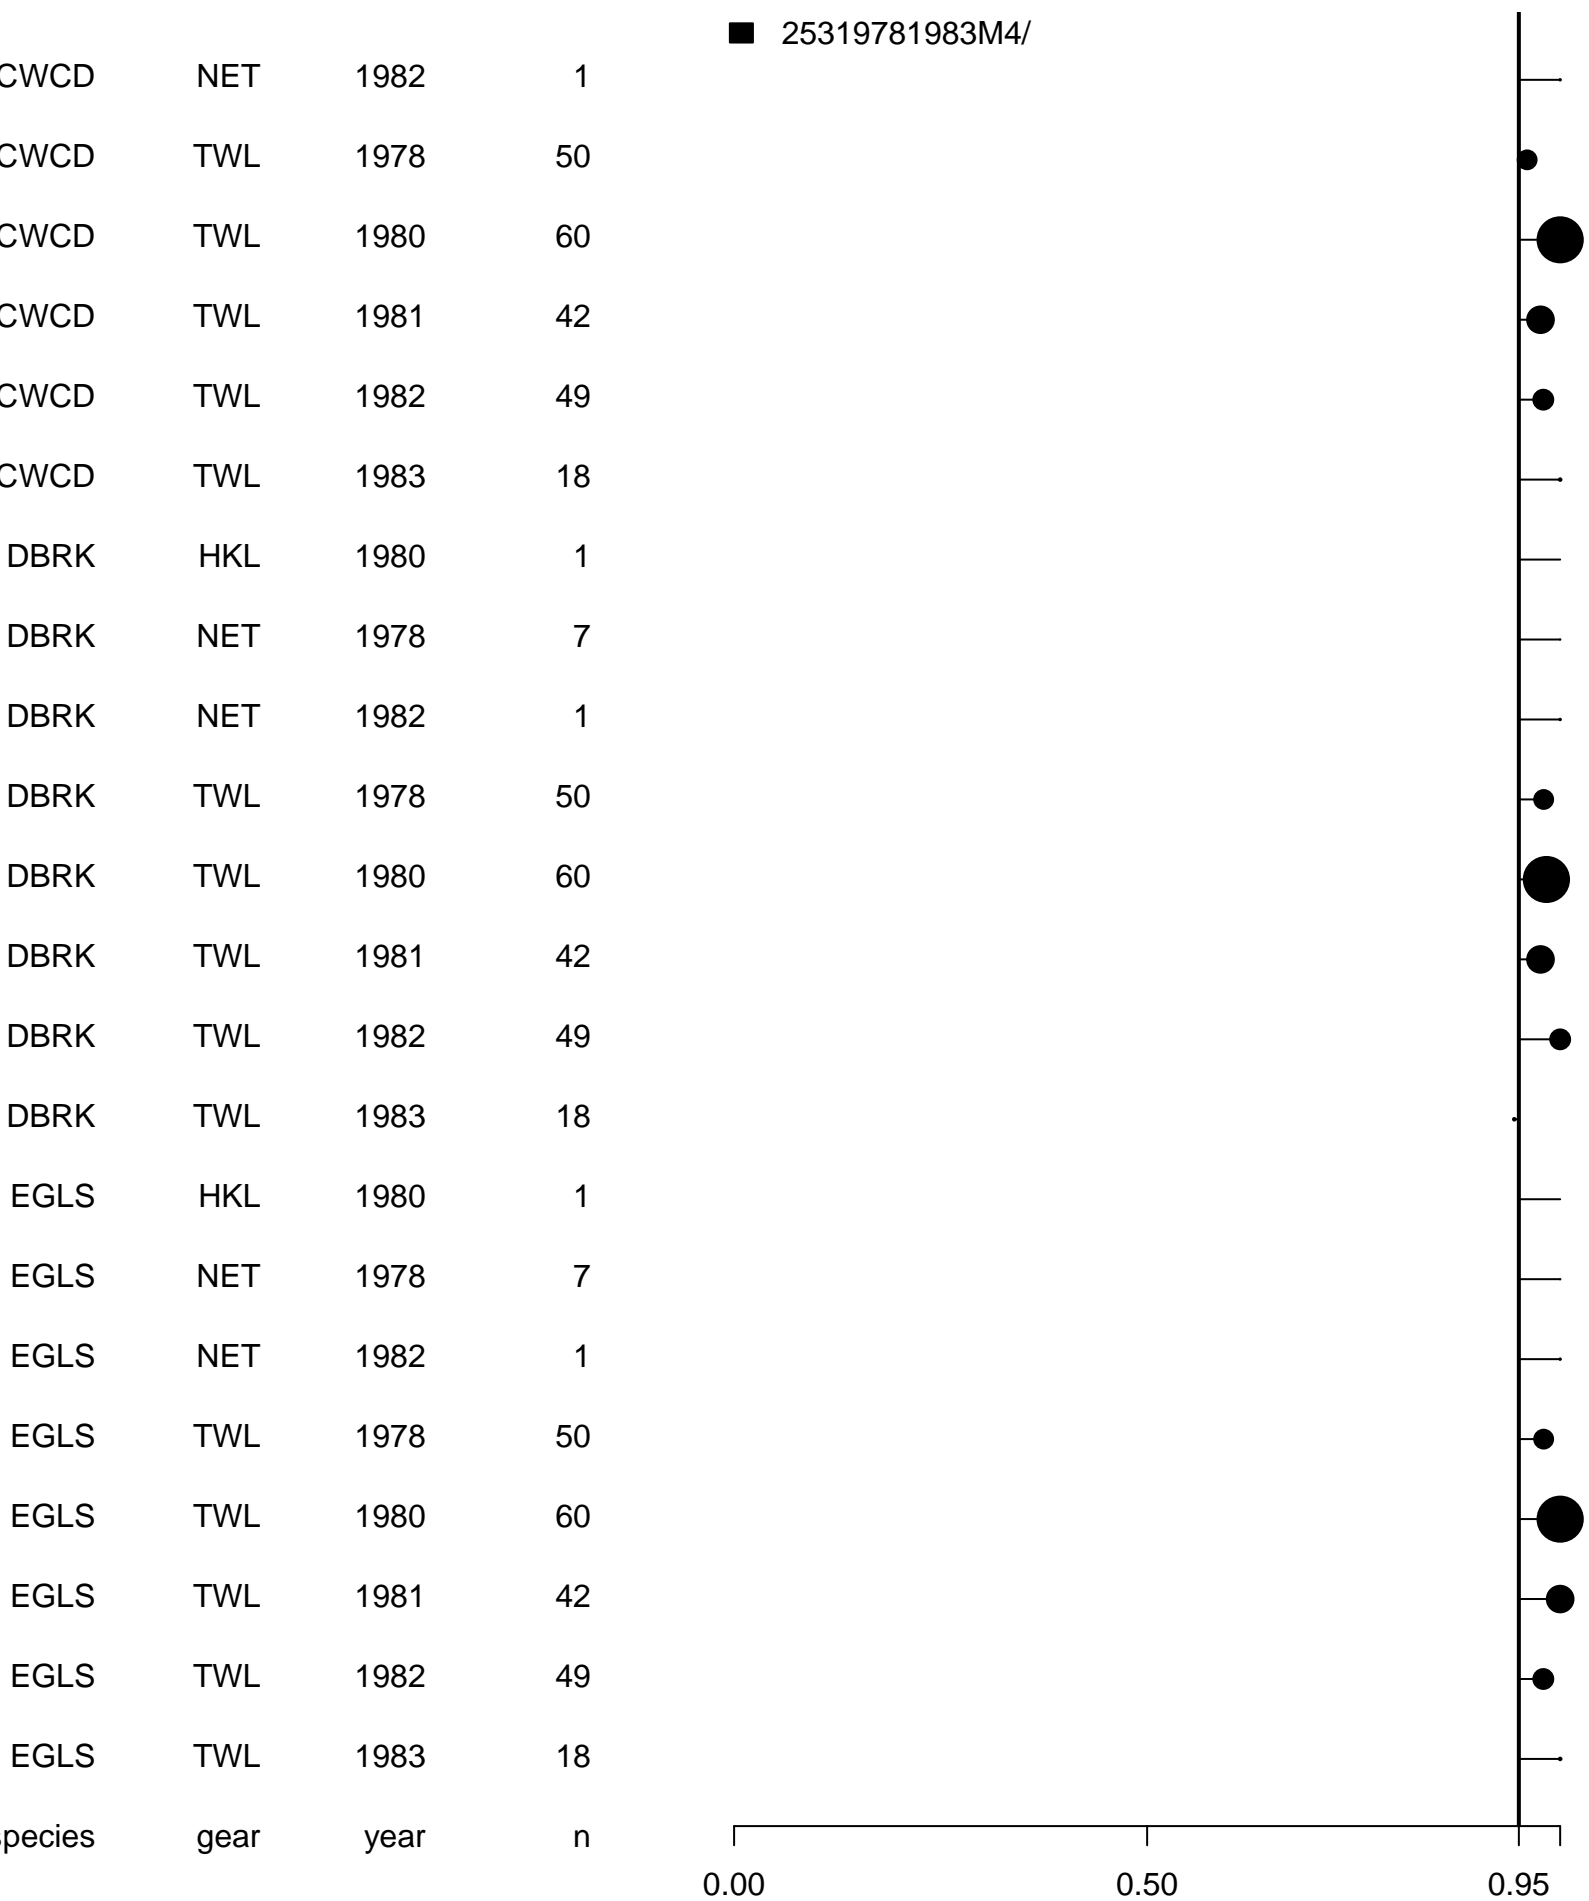 25319781983M4/
CWCD NET 1982 1
CWCD TWL 1978 50
CWCD TWL 1980 60
CWCD TWL 1981 42
CWCD TWL 1982 49
CWCD TWL 1983 18
DBRK HKL 1980 1
DBRK NET 1978 7
DBRK NET 1982 1
DBRK TWL 1978 50
DBRK TWL 1980 60
DBRK TWL 1981 42
DBRK TWL 1982 49
DBRK TWL 1983 18
EGLS HKL 1980 1
EGLS NET 1978 7
EGLS NET 1982 1
EGLS TWL 1978 50
EGLS TWL 1980 60
EGLS TWL 1981 42
EGLS TWL 1982 49
EGLS TWL 1983 18
species gear year n
0.00 0.50 0.95